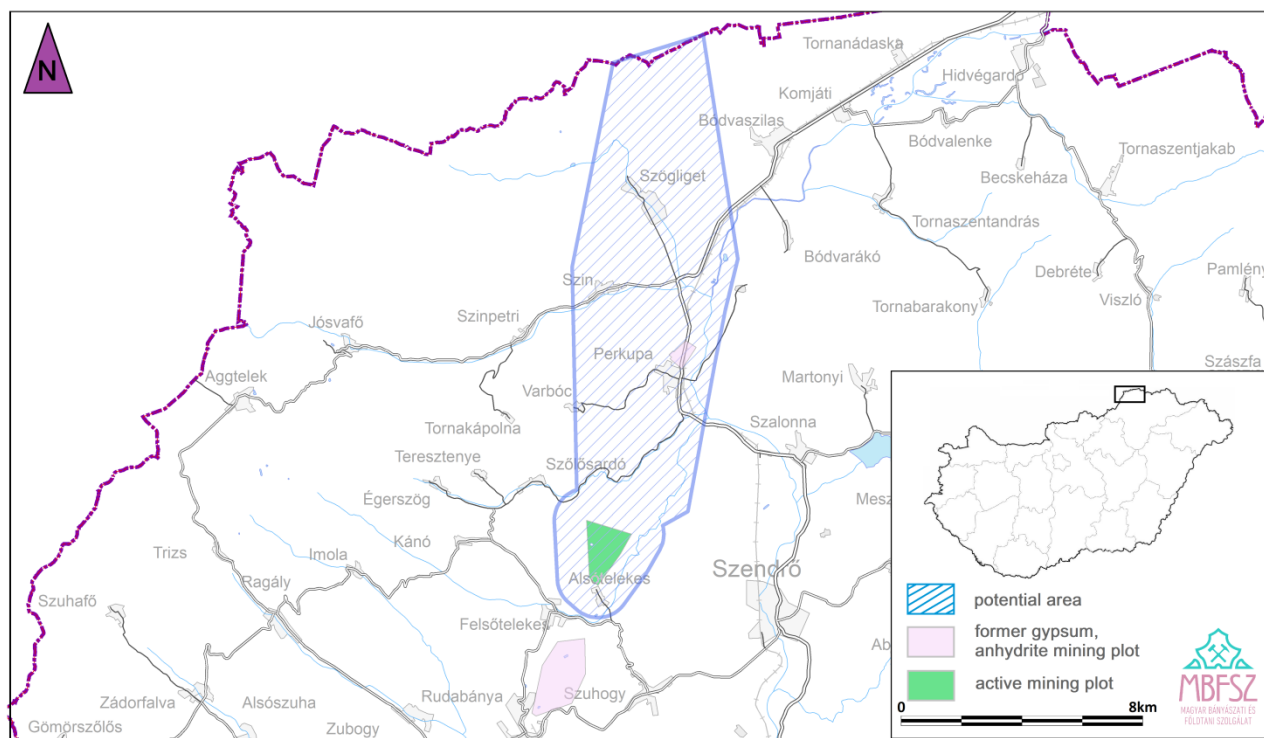 N
Tornanádaska
Hidvégardó
Komjáti
Bódvaszilas
Bódvalenke
Tornaszentjakab
Becskeháza
Szögliget
Tornaszentandrás
Bódvarákó
Debréte
Pamlény
Szin
Tornabarakony
Viszló
Szinpetri
Jósvafő
Perkupa
Szászfa
Aggtelek
Martonyi
Varbóc
Tornakápolna
Szalonna
Teresztenye
Szőlősardó
Égerszög
Mesz
Trizs
Imola
Kánó
Alsótelekes
Szendrő
Ragály
Szuhafő
Felsőtelekes
Ab
Zádorfalva
Alsószuha
Rudabánya
Szuhogy
Gömörszőlős
Zubogy
potential area
former gypsum,
anhydrite mining plot
active mining plot
0 8km
MBFSZ
MAGYAR BÁNYÁSZATI ÉS
FÖLDTANI SZOLGÁLAT